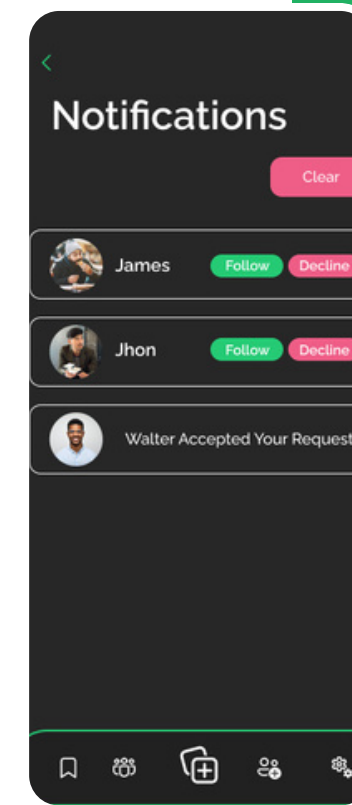 Notifications
Clear
James Follow Decline
Jhon Follow Decline
Walter Accepted Your Request